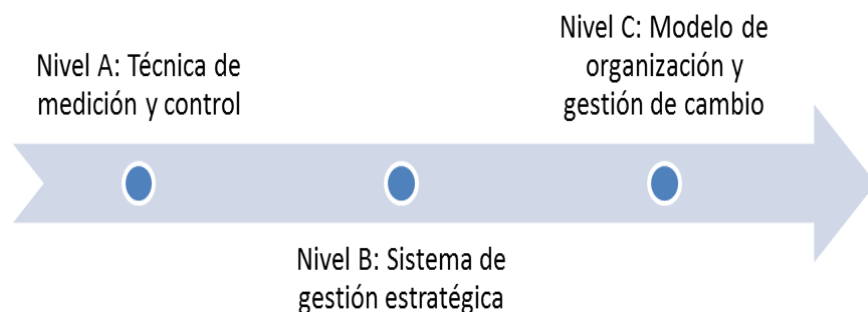 Nivel A: Técnica de
medición y control
Nivel B: Sistema de
gestión estratégica
Nivel C: Modelo de
organización y
gestión de cambio